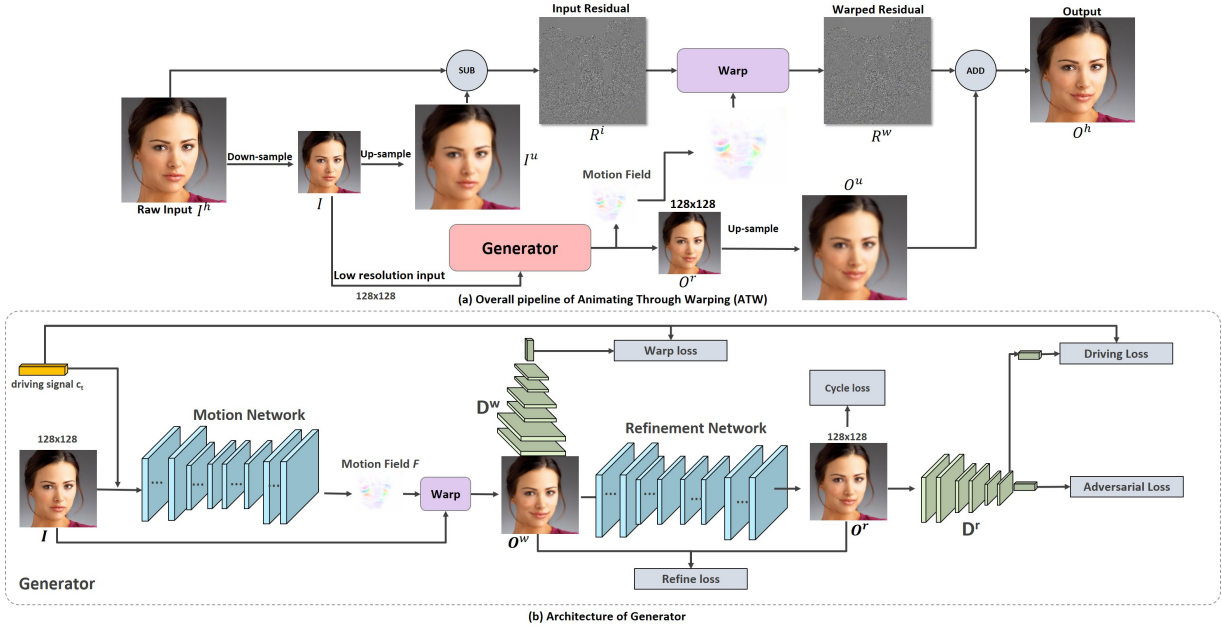 Input Residual
Warped Residual
Output
SUB
Warp
ADD
R^i
R^w
O^h
Down-sample
Up-sample
I^u
Raw Input I^h
I
Motion Field
128x128
O^u
Generator
Up-sample
Low resolution input
128x128
O^r
(a) Overall pipeline of Animating Through Warping (ATW)
Warp loss
Driving Loss
driving signal c_t
Cycle loss
D^w
Motion Network
Refinement Network
128x128
128x128
Motion Field F
Warp
...
...
...
...
...
...
...
...
Adversarial Loss
I
O^w
O^r
D^r
Refine loss
Generator
(b) Architecture of Generator